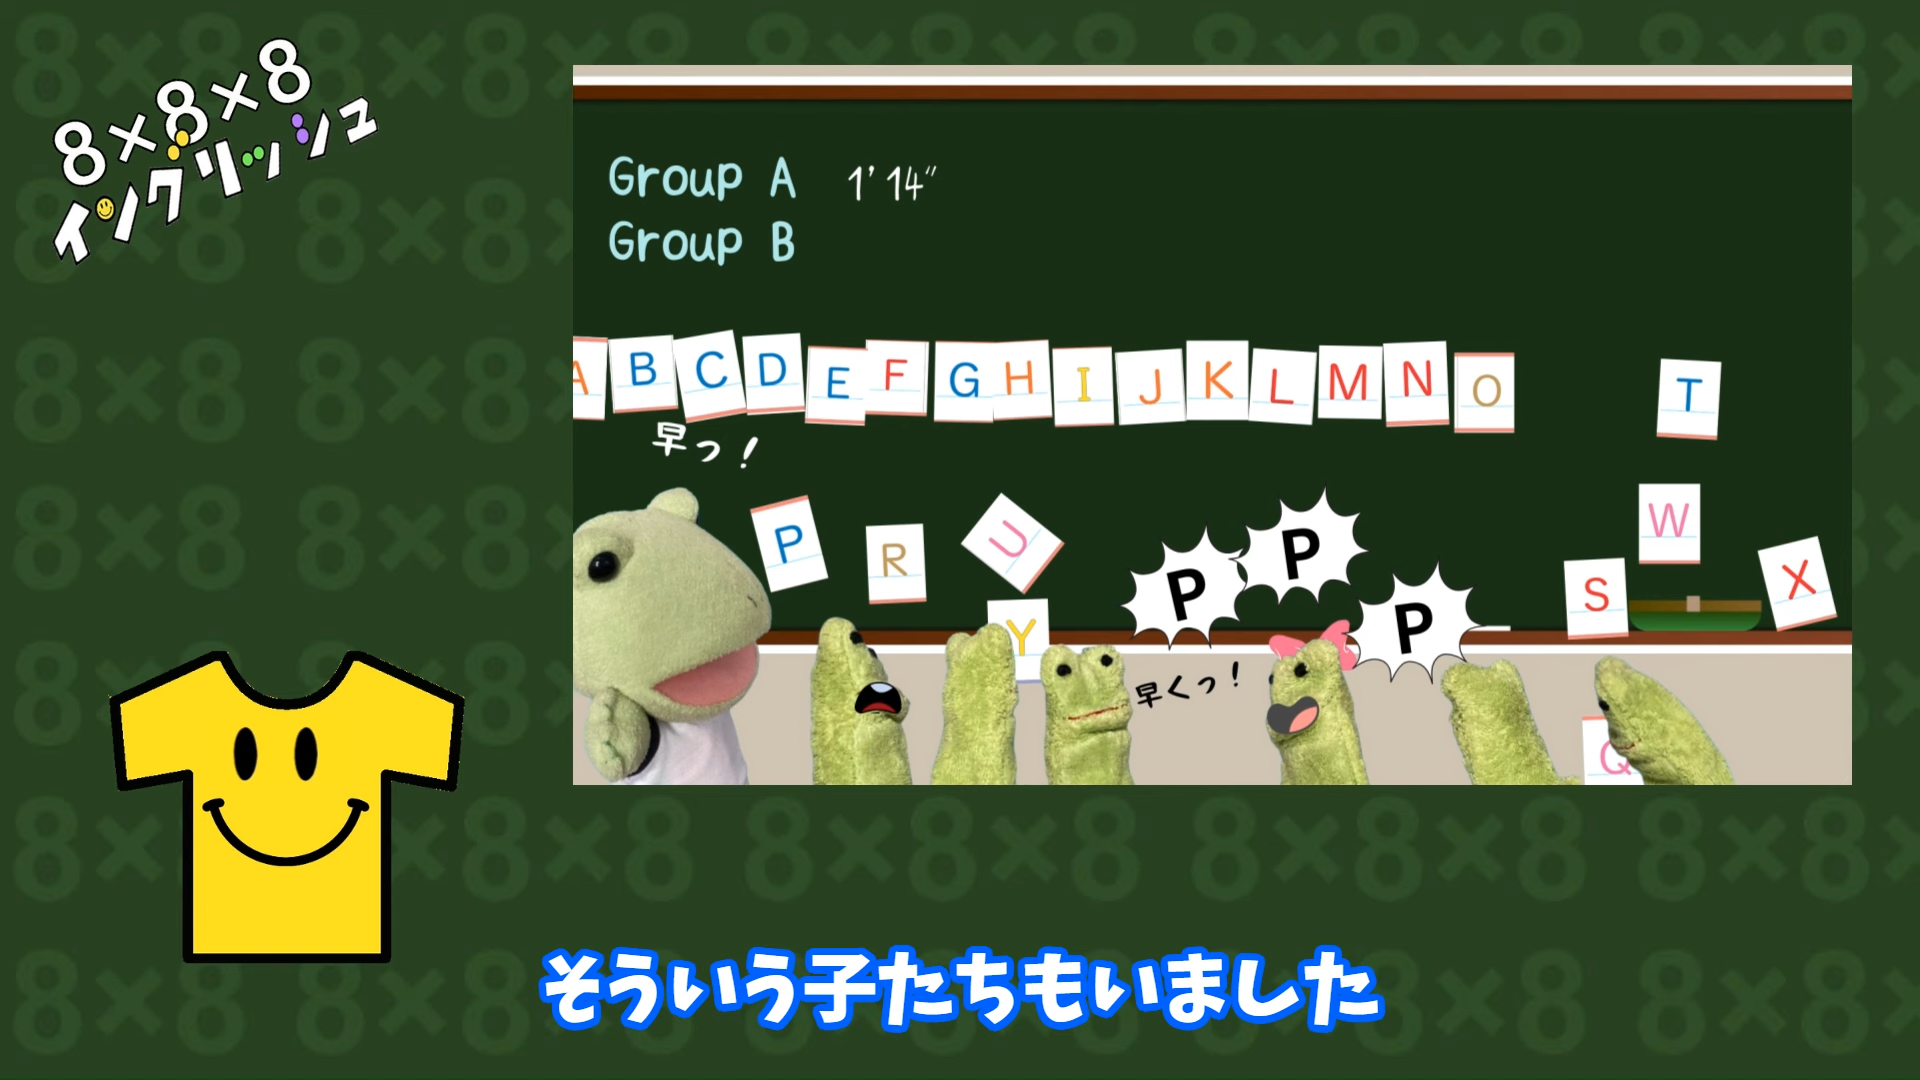 8×8×8
イングリッシュ
Group A 1'14"
Group B
A B C D E F G H I J K L M N O T
早っ!
P R U W
P P P
S X
Y
早くっ!
Q
そういう子たちもいました